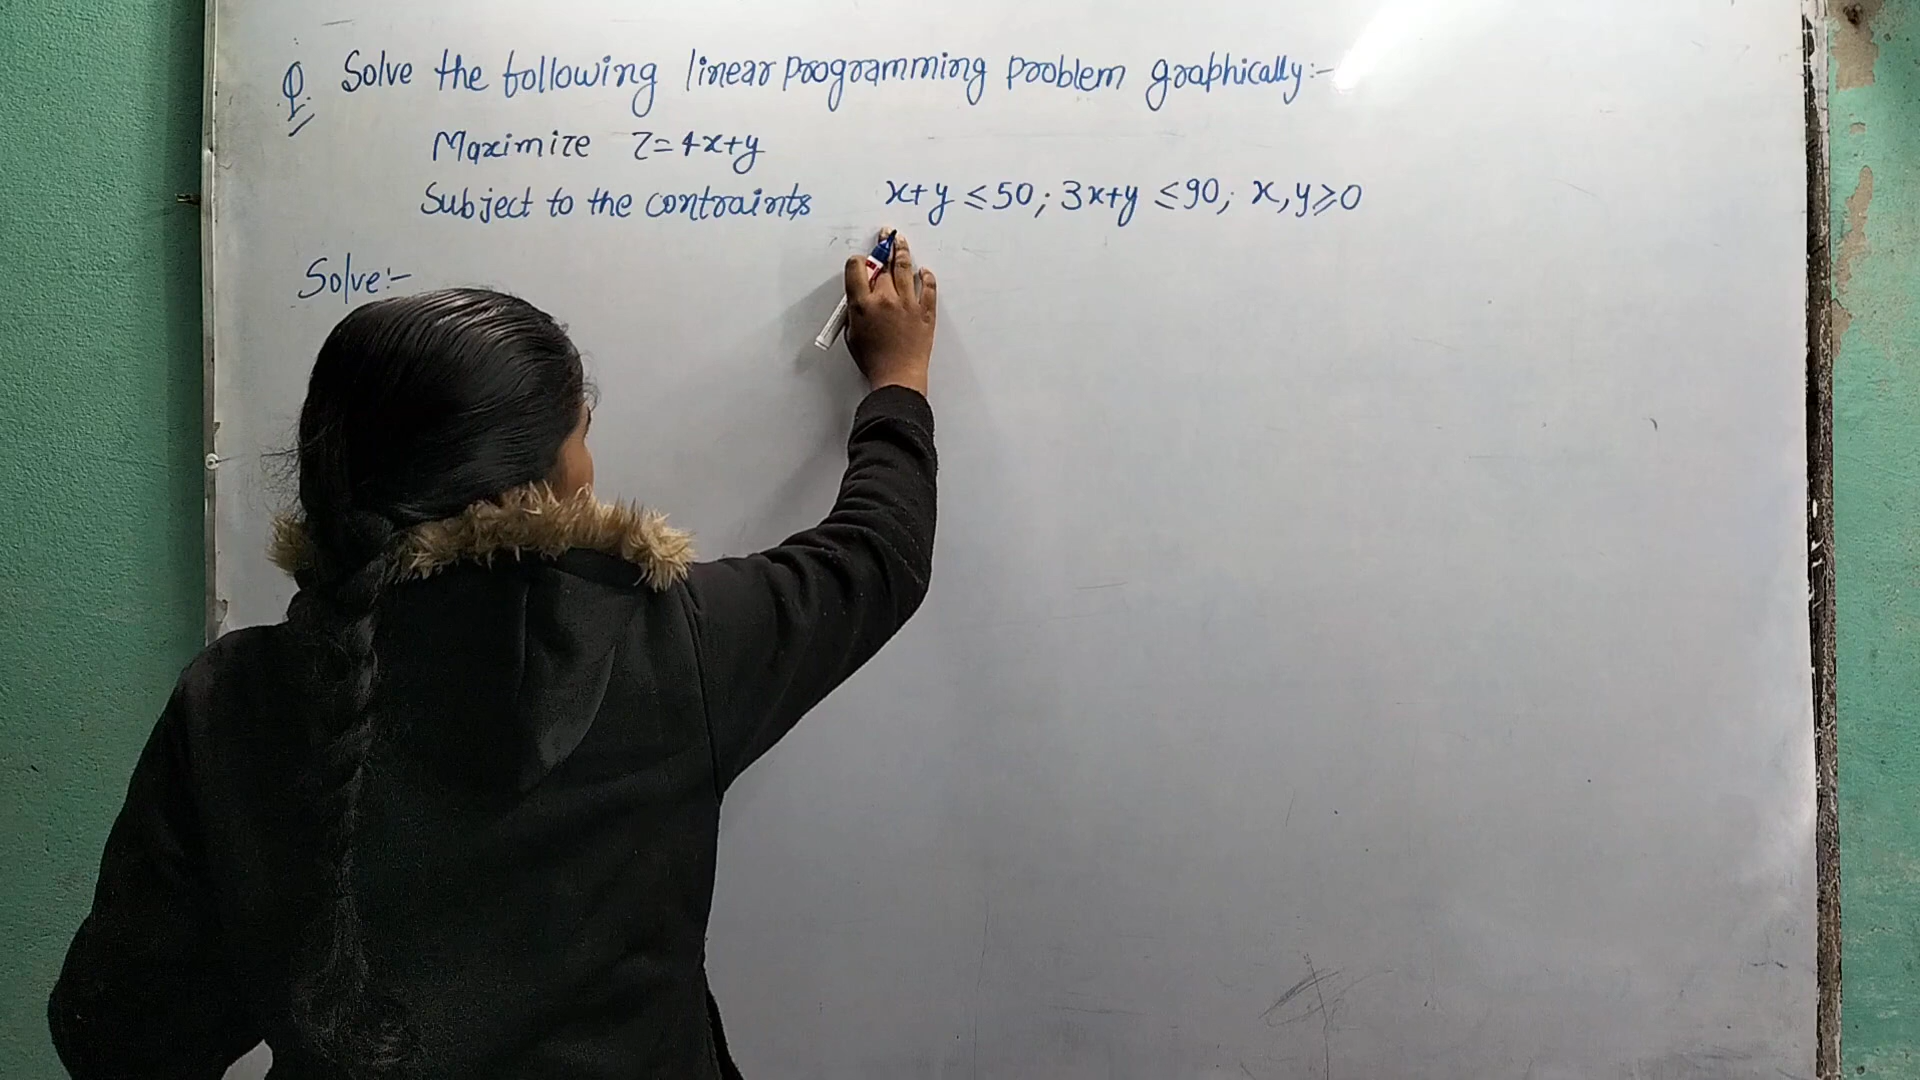 Q. Solve the following linear programming problem graphically:-
Maximize Z=4x+y
Subject to the contraints x+y ≤50; 3x+y ≤90; x,y≥0
Solve:-